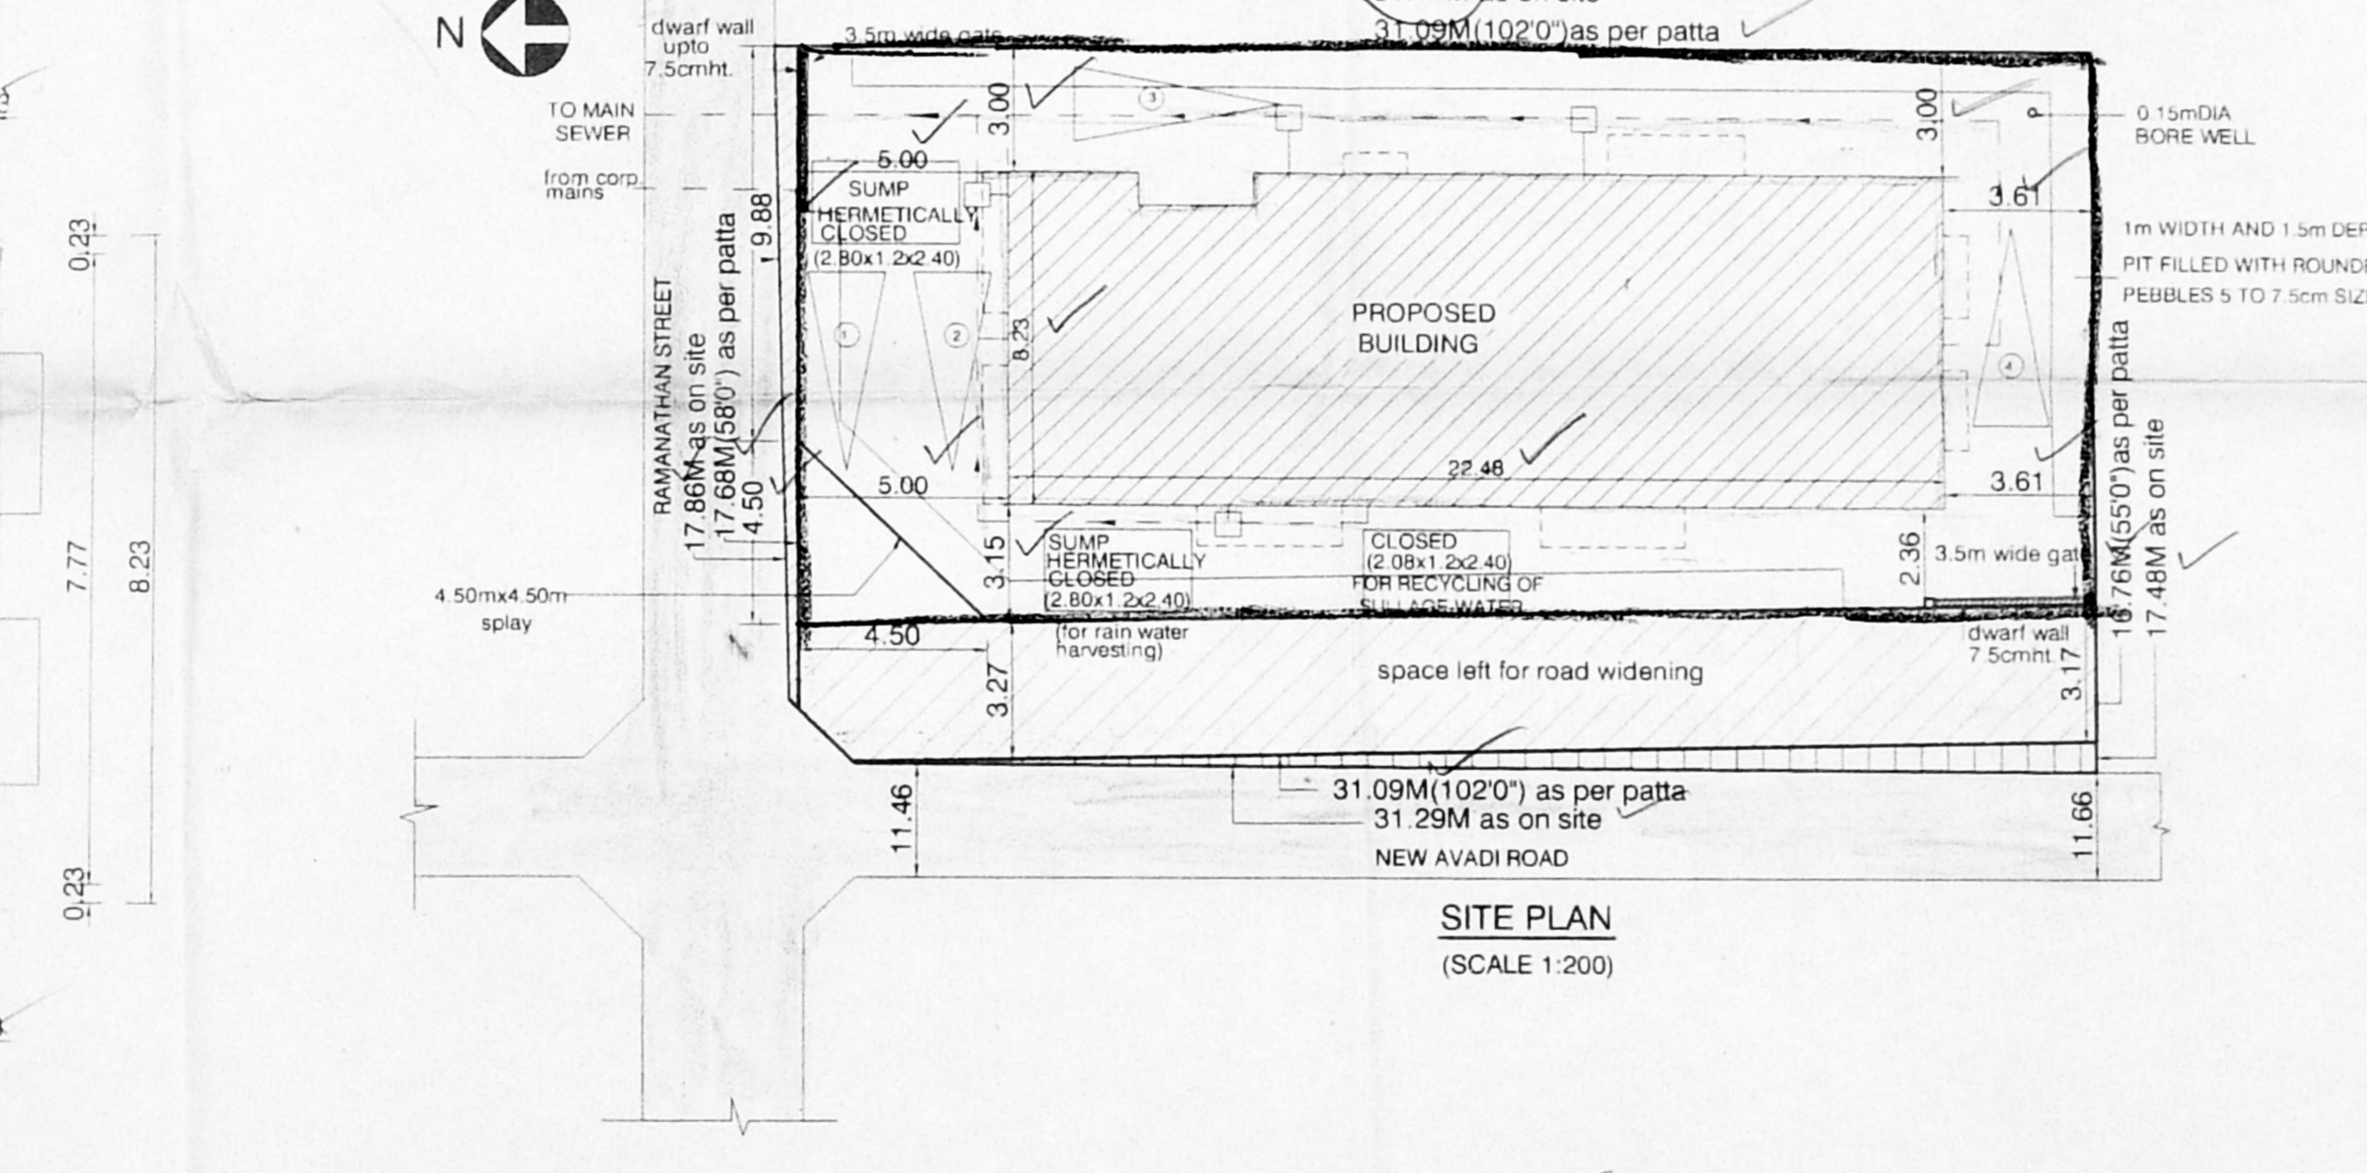 N
dwarf wall
upto
7.5cmht.
3.5m wide gate
31.09M(102'0")as per patta
TO MAIN
SEWER
from corp.
mains
3.00
3.00
0.15mDIA
BORE WELL
3
5.00
SUMP
HERMETICALLY
CLOSED
(2.80x1.2x2.40)
3.61
1m WIDTH AND 1.5m
PIT FILLED WITH
PEBBLES 5 TO 7.5cm
0.23
9.88
RAMANATHAN STREET
17.86M as on site
17.68M(58'0") as per patta
4.50
1
2
8.23
PROPOSED
BUILDING
4
16.76M(55'0")as per patta
17.48M as on site
22.48
5.00
3.61
7.77
8.23
3.15
SUMP
HERMETICALLY
CLOSED
(2.80x1.2x2.40)
(for rain water
harvesting)
CLOSED
(2.08x1.2x2.40)
FOR RECYCLING OF
SULLAGE WATER
2.36
3.5m wide gate
4.50mx4.50m
splay
4.50
3.27
space left for road widening
dwarf wall
7.5cmht.
3.17
0.23
11.46
31.09M(102'0") as per patta
31.29M as on site
NEW AVADI ROAD
11.66
SITE PLAN
(SCALE 1:200)